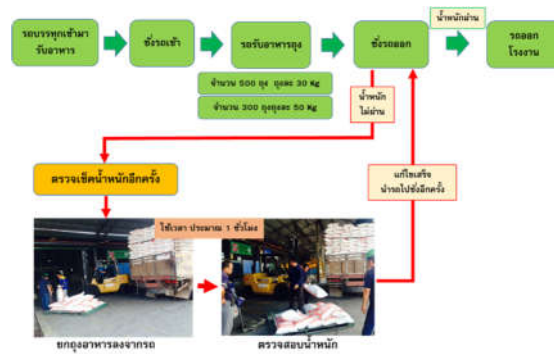 รถบรรทุกเข้ามา
รับอาหาร
ชั่งรถเข้า
รถรับอาหารถุง
ชั่งรถออก
น้ำหนักผ่าน
รถออก
โรงงาน
จำนวน 500 ถุง ถุงละ 30 Kg
จำนวน 300 ถุงถุงละ 50 Kg
น้ำหนัก
ไม่ผ่าน
ตรวจเช็คน้ำหนักอีกครั้ง
แก้ไขเสร็จ
นำรถไปชั่งอีกครั้ง
ใช้เวลา ประมาณ 1 ชั่วโมง
ยกถุงอาหารลงจากรถ
ตรวจสอบน้ำหนัก